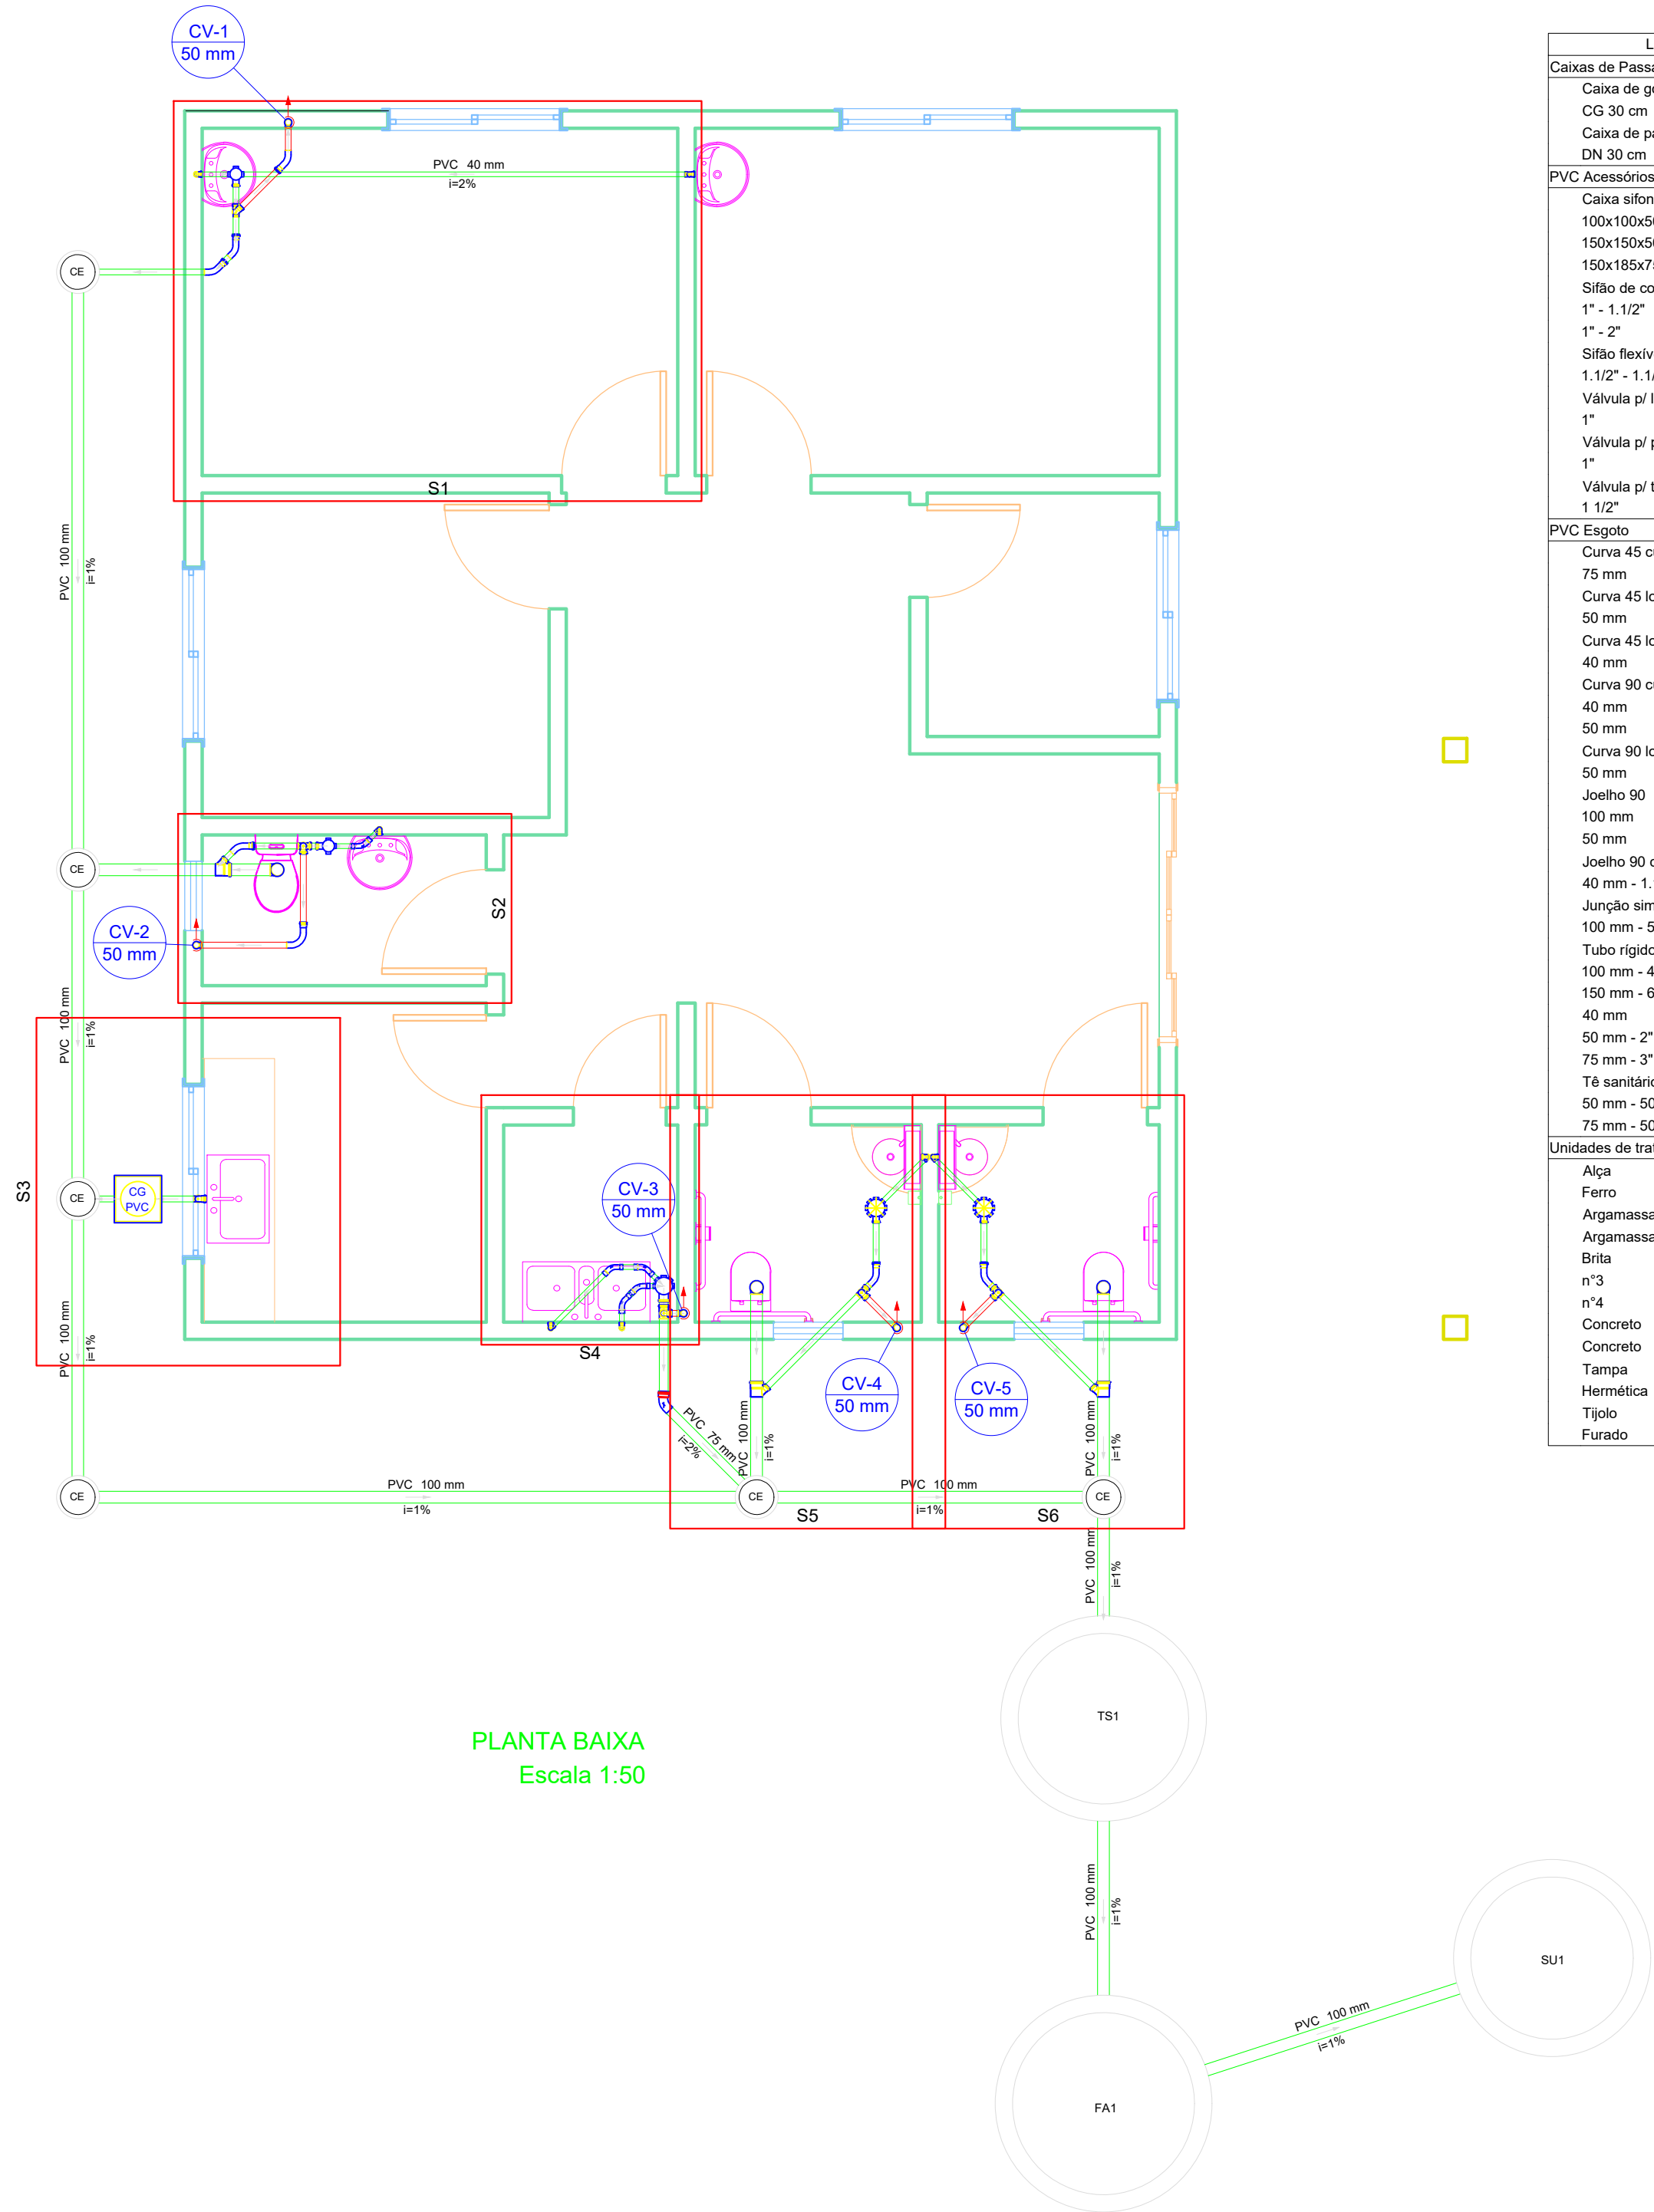 CV-1
50 mm
PVC 40 mm
i=2%
CE
S1
PVC 100 mm
i=1%
CE
S2
CV-2
50 mm
PVC 100 mm
i=1%
S3
CE
CG
PVC
CV-3
50 mm
PVC 100 mm
i=1%
S4
CV-4
50 mm
CV-5
50 mm
PVC 75 mm
i=2%
PVC 100 mm
i=1%
PVC 100 mm
i=1%
CE
PVC 100 mm
i=1%
CE
PVC 100 mm
i=1%
CE
S5
S6
PVC 100 mm
i=1%
TS1
PLANTA BAIXA
Escala 1:50
PVC 100 mm
i=1%
SU1
PVC 100 mm
i=1%
FA1
L
Caixas de Passa
Caixa de go
CG 30 cm
Caixa de pa
DN 30 cm
PVC Acessórios
Caixa sifon
100x100x50
150x150x50
150x185x75
Sifão de co
1" - 1.1/2"
1" - 2"
Sifão flexív
1.1/2" - 1.1/
Válvula p/ l
1"
Válvula p/ p
1"
Válvula p/ t
1 1/2"
PVC Esgoto
Curva 45 cu
75 mm
Curva 45 lo
50 mm
Curva 45 lo
40 mm
Curva 90 cu
40 mm
50 mm
Curva 90 lo
50 mm
Joelho 90
100 mm
50 mm
Joelho 90 c
40 mm - 1.
Junção sim
100 mm - 5
Tubo rígido
100 mm - 4
150 mm - 6
40 mm
50 mm - 2"
75 mm - 3"
Tê sanitário
50 mm - 50
75 mm - 50
Unidades de trat
Alça
Ferro
Argamassa
Argamassa
Brita
n°3
n°4
Concreto
Concreto
Tampa
Hermética
Tijolo
Furado